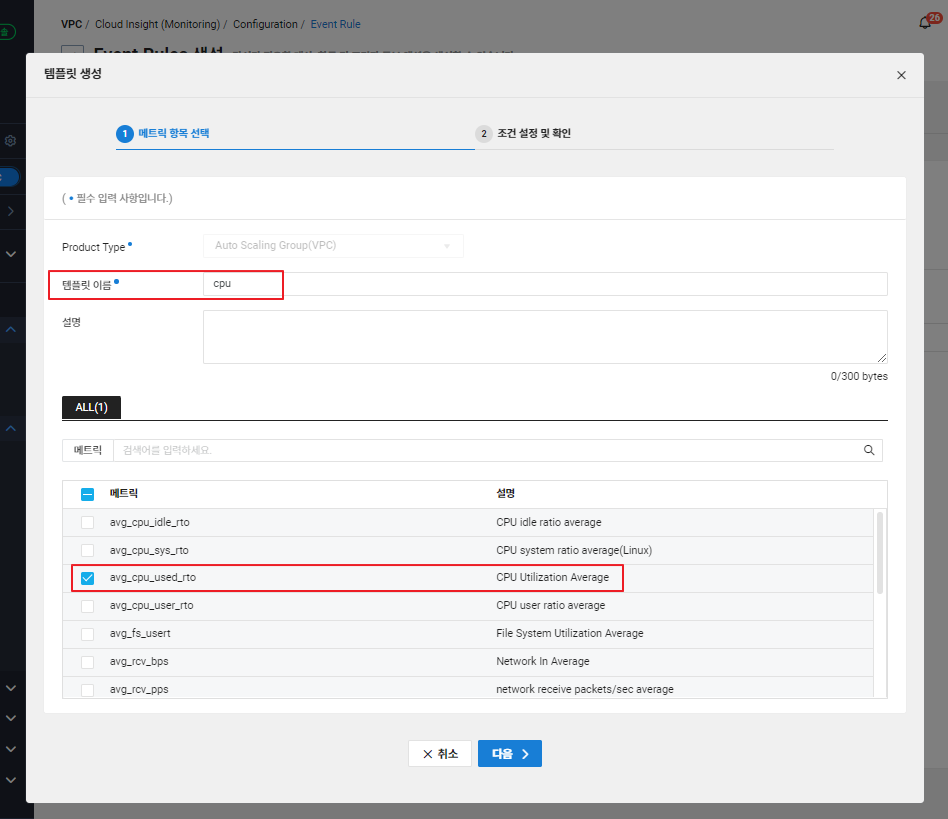 VPC / Cloud Insight (Monitoring) / Configuration / Event Rule
26
Event Rules 생성
템플릿 생성
1 메트릭 항목 선택
2 조건 설정 및 확인
( • 필수 입력 사항입니다.)
Product Type • Auto Scaling Group(VPC)
템플릿 이름 • cpu
설명
0/300 bytes
ALL(1)
메트릭 검색어를 입력하세요.
메트릭 설명
avg_cpu_idle_rto CPU idle ratio average
avg_cpu_sys_rto CPU system ratio average(Linux)
avg_cpu_used_rto CPU Utilization Average
avg_cpu_user_rto CPU user ratio average
avg_fs_usert File System Utilization Average
avg_rcv_bps Network In Average
avg_rcv_pps network receive packets/sec average
취소 다음